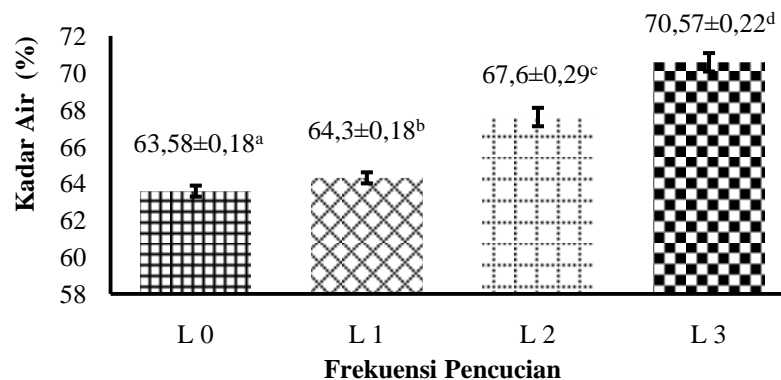 Kadar Air (%)
72
70
68
66
64
62
60
58
63,58±0,18ᵃ
64,3±0,18ᵇ
67,6±0,29ᶜ
70,57±0,22ᵈ
L 0
L 1
L 2
L 3
Frekuensi Pencucian